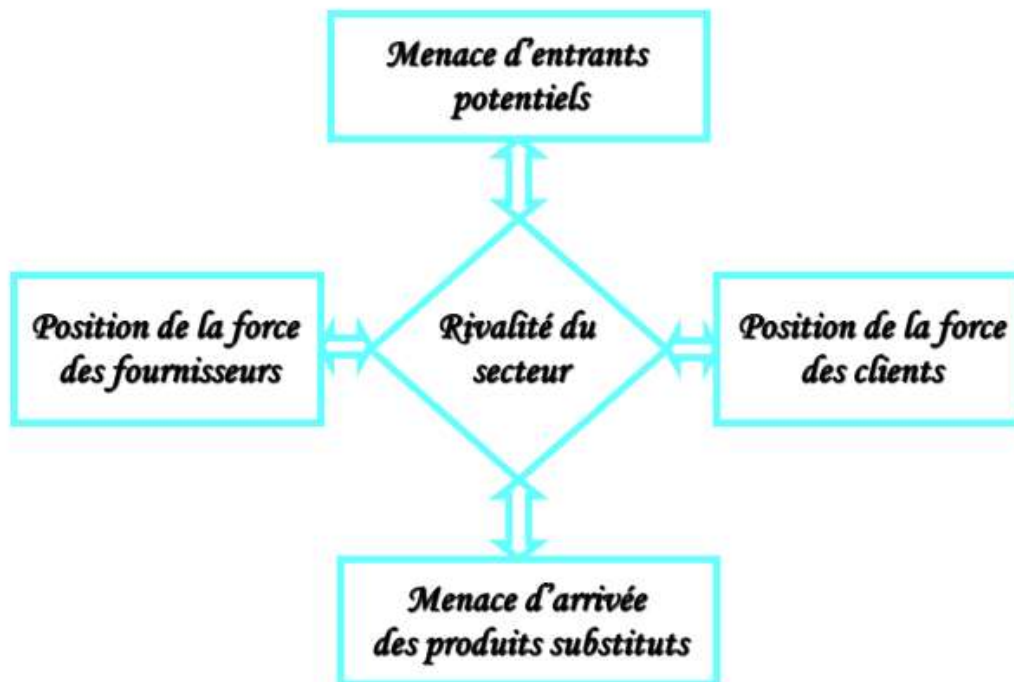 Menace d'entrants
potentiels
Position de la force
des fournisseurs
Rivalité du
secteur
Position de la force
des clients
Menace d'arrivée
des produits substituts